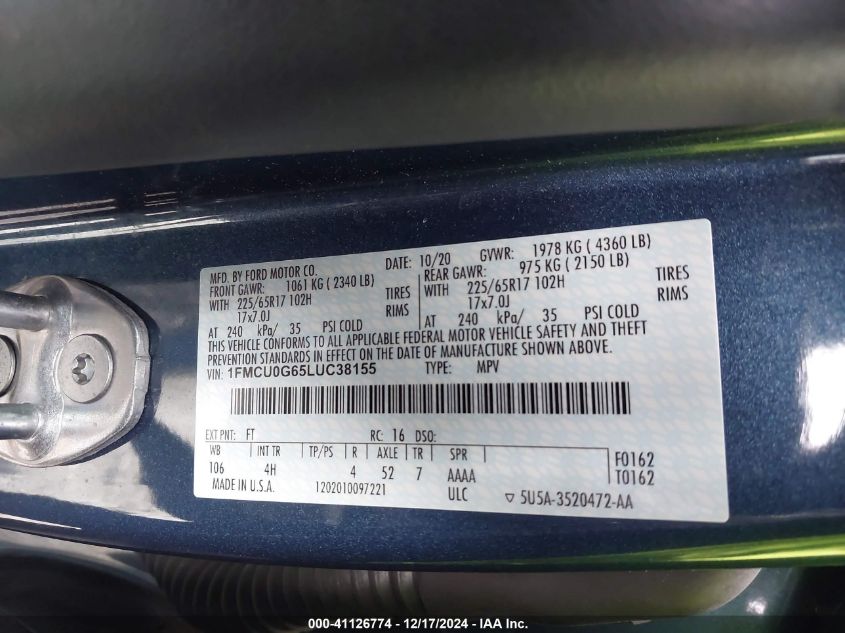 MFD. BY FORD MOTOR CO. DATE: 10/20 GVWR: 1978 KG ( 4360 LB)
FRONT GAWR: 1061 KG ( 2340 LB) REAR GAWR: 975 KG ( 2150 LB)
WITH 225/65R17 102H TIRES WITH 225/65R17 102H TIRES
17x7.0J RIMS 17x7.0J RIMS
AT 240 kPa/ 35 PSI COLD AT 240 kPa/ 35 PSI COLD
THIS VEHICLE CONFORMS TO ALL APPLICABLE FEDERAL MOTOR VEHICLE SAFETY AND THEFT
PREVENTION STANDARDS IN EFFECT ON THE DATE OF MANUFACTURE SHOWN ABOVE.
VIN: 1FMCU0G65LUC38155 TYPE: MPV
EXT PNT: FT RC: 16 DSO:
WB INT TR TP/PS R AXLE TR SPR F0162
106 4H 4 52 7 AAAA T0162
MADE IN U.S.A. 1202010097221 ULC ▽ 5U5A-3520472-AA
000-41126774 - 12/17/2024 - IAA Inc.